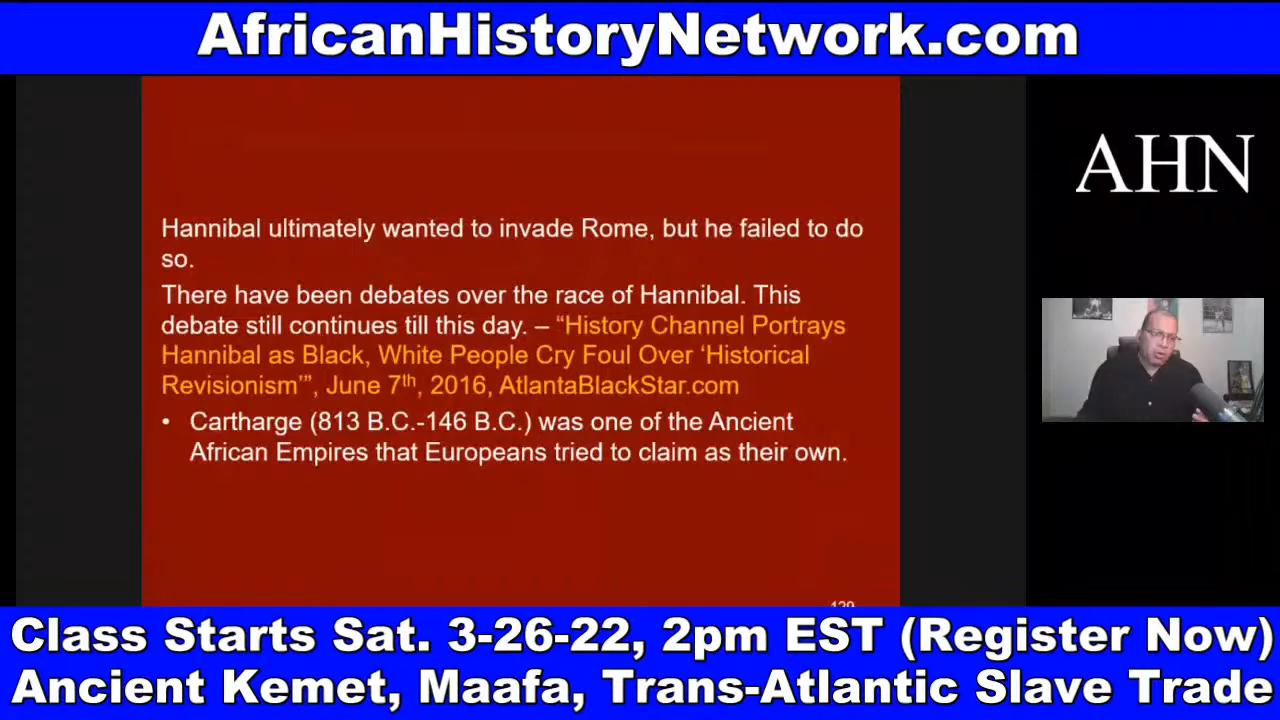 AfricanHistoryNetwork.com
AHN
Hannibal ultimately wanted to invade Rome, but he failed to do
so.
There have been debates over the race of Hannibal. This
debate still continues till this day. – “History Channel Portrays
Hannibal as Black, White People Cry Foul Over ‘Historical
Revisionism’”, June 7th, 2016, AtlantaBlackStar.com
• Cartharge (813 B.C.-146 B.C.) was one of the Ancient
African Empires that Europeans tried to claim as their own.
129
Class Starts Sat. 3-26-22, 2pm EST (Register Now)
Ancient Kemet, Maafa, Trans-Atlantic Slave Trade